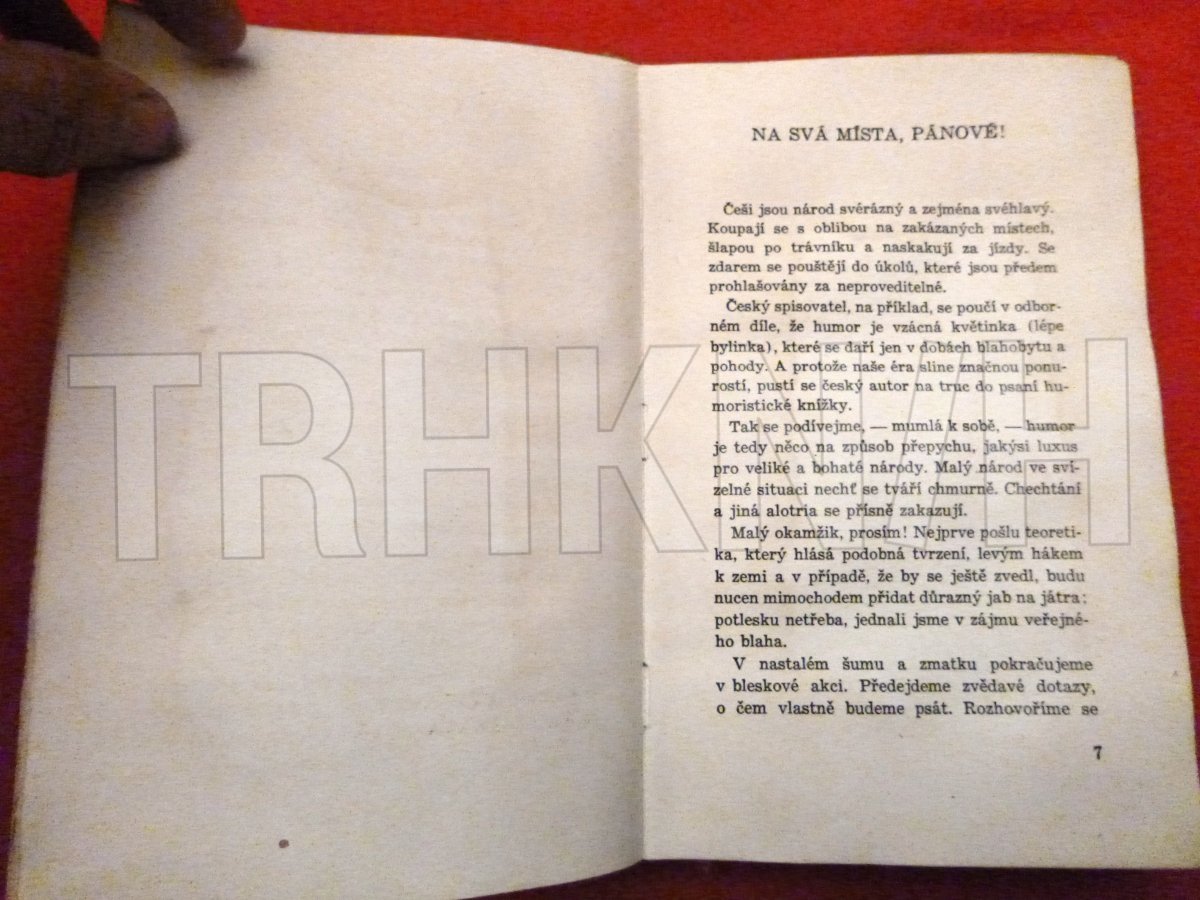 NA SVÁ MÍSTA, PÁNOVÉ!
Češi jsou národ svérázný a zejména svéhlavý.
Koupají se s oblibou na zakázaných místech,
šlapou po trávníku a naskakují za jízdy. Se
zdarem se pouštějí do úkolů, které jsou předem
prohlašovány za neproveditelné.
Český spisovatel, na příklad, se poučí v odbor-
ném díle, že humor je vzácná květinka (lépe
bylinka), které se daří jen v dobách blahobytu a
pohody. A protože naše éra sline značnou ponu-
rostí, pustí se český autor na truc do psaní hu-
moristické knížky.
Tak se podívejme, — mumlá k sobě, — humor
je tedy něco na způsob přepychu, jakýsi luxus
pro veliké a bohaté národy. Malý národ ve sví-
zelné situaci nechť se tváří chmurně. Chechtání
a jiná alotria se přísně zakazují.
Malý okamžik, prosím! Nejprve pošlu teoreti-
ka, který hlásá podobná tvrzení, levým hákem
k zemi a v případě, že by se ještě zvedl, budu
nucen mimochodem přidat důrazný jab na játra;
potlesku netřeba, jednali jsme v zájmu veřejné-
ho blaha.
V nastalém šumu a zmatku pokračujeme
v bleskové akci. Předejdeme zvědavé dotazy,
o čem vlastně budeme psát. Rozhovoříme se
7
TRHKNIH